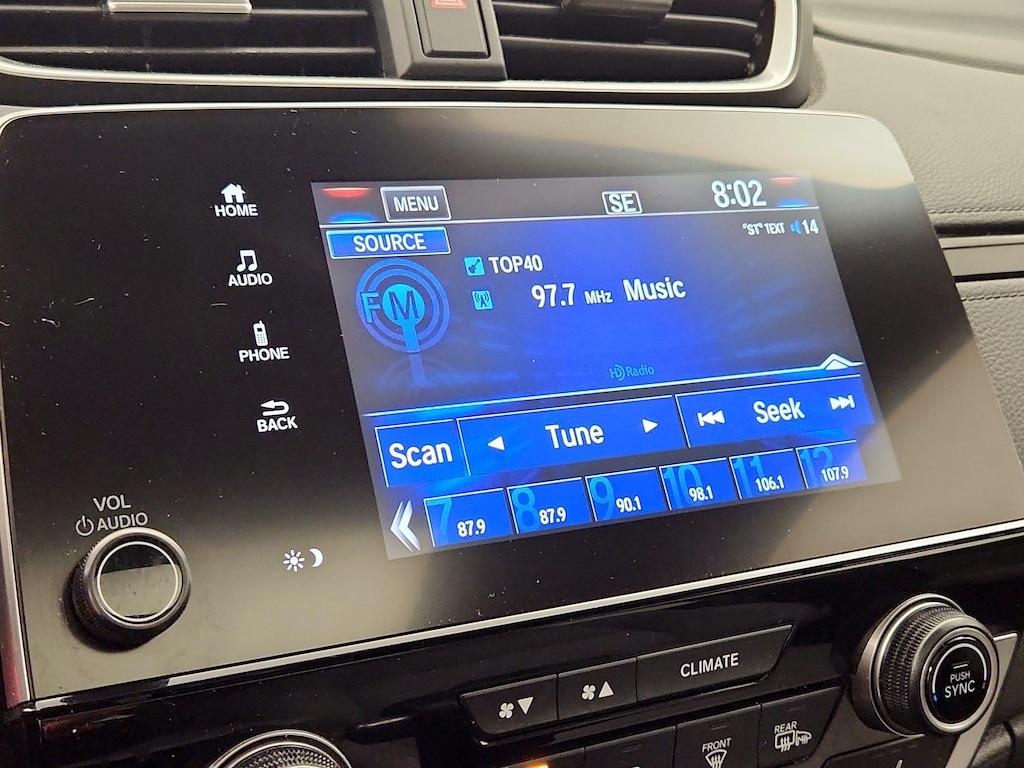 HOME
AUDIO
PHONE
BACK
VOL
AUDIO
MENU
SE
8:02
SOURCE
"ST" TEXT 14
FM
TOP40
97.7 MHz Music
HD Radio
Scan
Tune
Seek
7 87.9
8 87.9
9 90.1
10 98.1
11 106.1
12 107.9
CLIMATE
PUSH
SYNC
FRONT
REAR